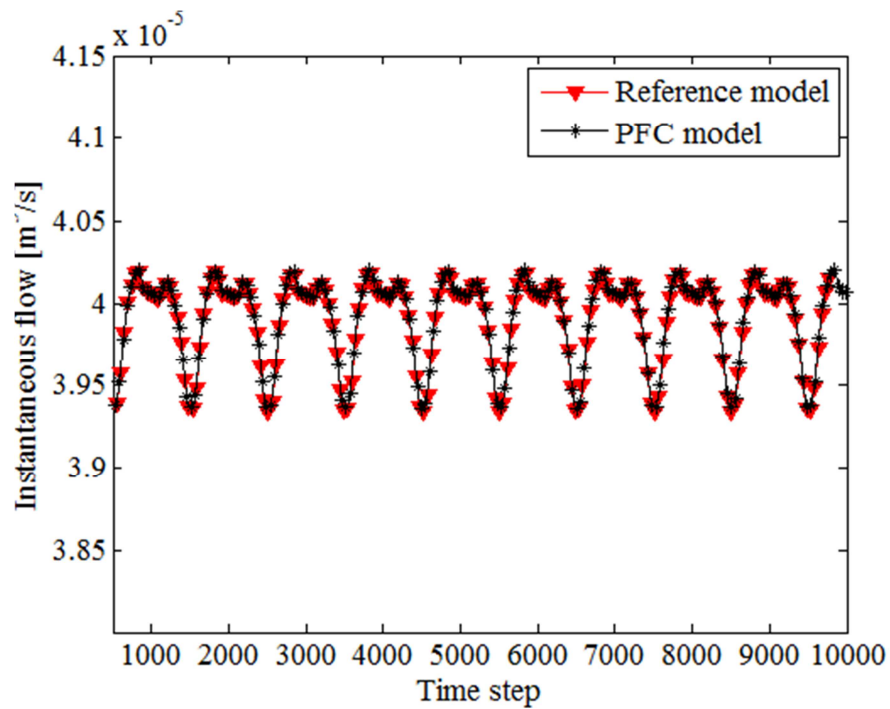 x 10⁻⁵
4.15
4.1
4.05
4
3.95
3.9
3.85
Instantaneous flow [m³/s]
Reference model
PFC model
1000 2000 3000 4000 5000 6000 7000 8000 9000 10000
Time step